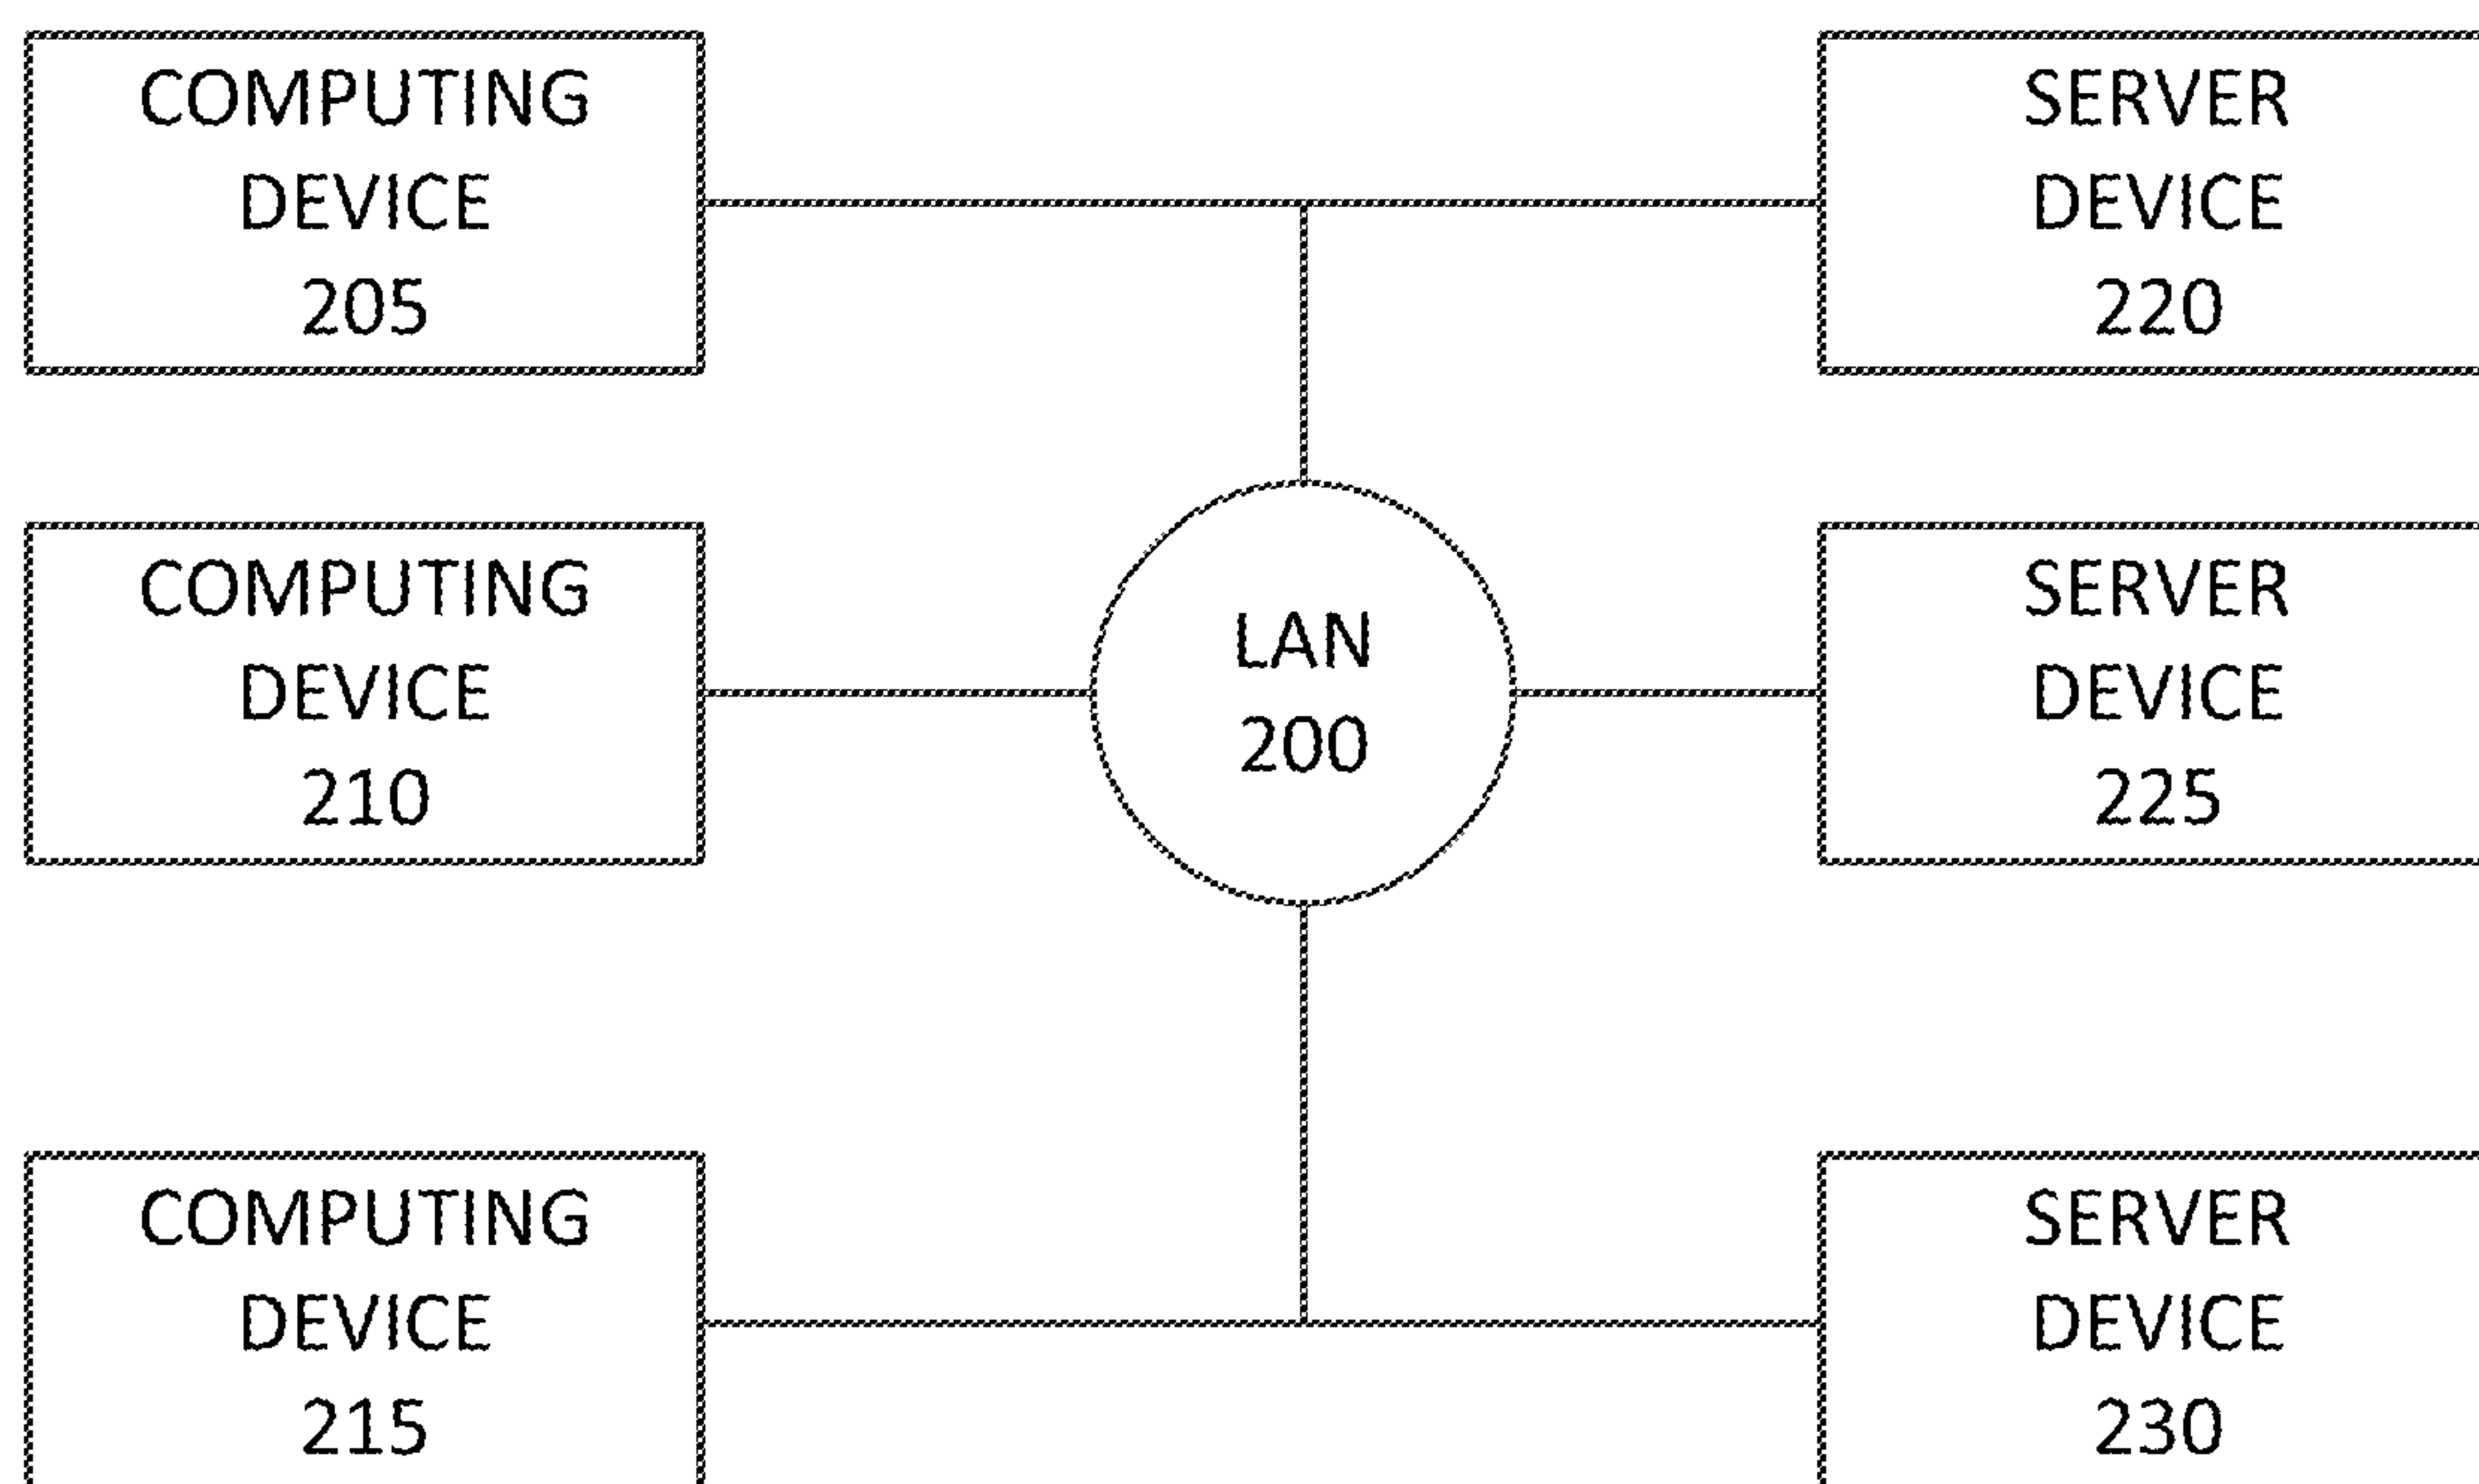 COMPUTING
DEVICE
205
SERVER
DEVICE
220
COMPUTING
DEVICE
210
LAN
200
SERVER
DEVICE
225
COMPUTING
DEVICE
215
SERVER
DEVICE
230